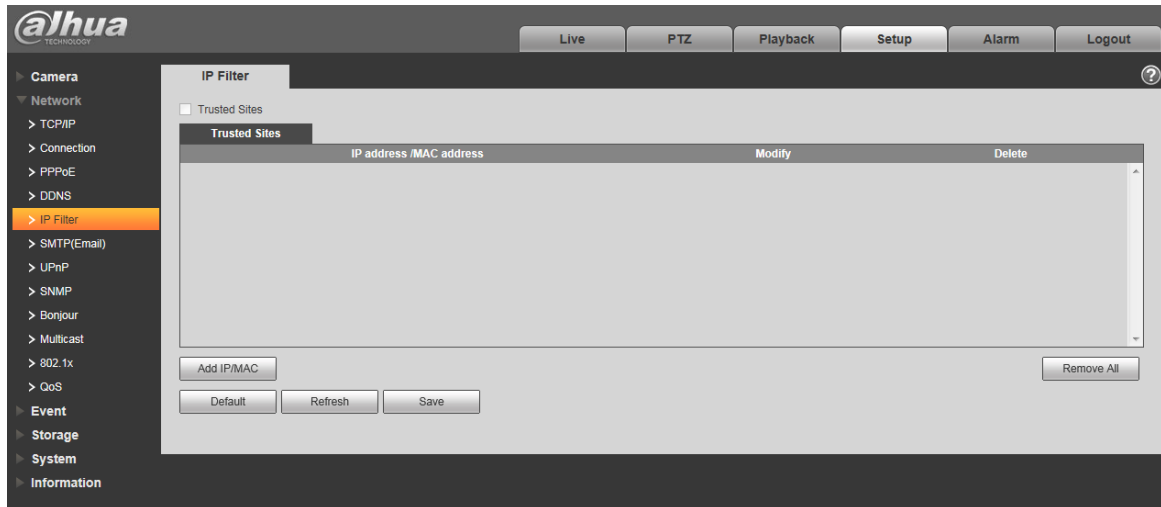 alhua
TECHNOLOGY
Live PTZ Playback Setup Alarm Logout
Camera
Network
> TCP/IP
> Connection
> PPPoE
> DDNS
> IP Filter
> SMTP(Email)
> UPnP
> SNMP
> Bonjour
> Multicast
> 802.1x
> QoS
Event
Storage
System
Information
IP Filter
?
Trusted Sites
Trusted Sites
IP address /MAC address Modify Delete
Add IP/MAC Remove All
Default Refresh Save